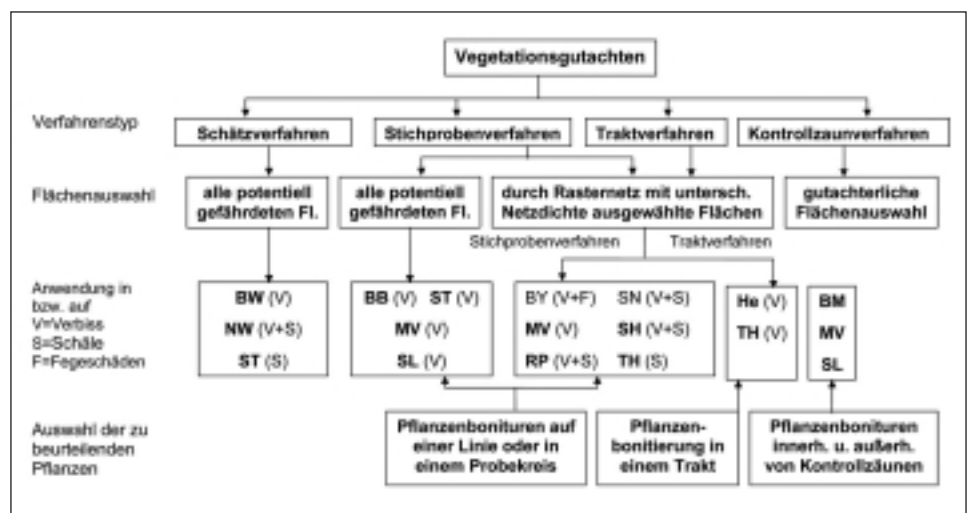 Vegetationsgutachten
Verfahrenstyp
Schätzverfahren
Stichprobenverfahren
Traktverfahren
Kontrollzaunverfahren
Flächenauswahl
alle potentiell
gefährdeten Fl.
alle potentiell
gefährdeten Fl.
durch Rasternetz mit untersch.
Netzdichte ausgewählte Flächen
gutachterliche
Flächenauswahl
Stichprobenverfahren
Traktverfahren
Anwendung in
bzw. auf
V=Verbiss
S=Schäle
F=Fegeschäden
BW (V)
NW (V+S)
ST (S)
BB (V) ST (V)
MV (V)
SL (V)
BY (V+F) SN (V+S)
MV (V) SH (V+S)
RP (V+S) TH (S)
He (V)
TH (V)
BM
MV
SL
Auswahl der zu
beurteilenden
Pflanzen
Pflanzenbonituren auf
einer Linie oder in
einem Probekreis
Pflanzen-
bonitierung in
einem Trakt
Pflanzenbonituren
innerh. u. außerh.
von Kontrollzäunen